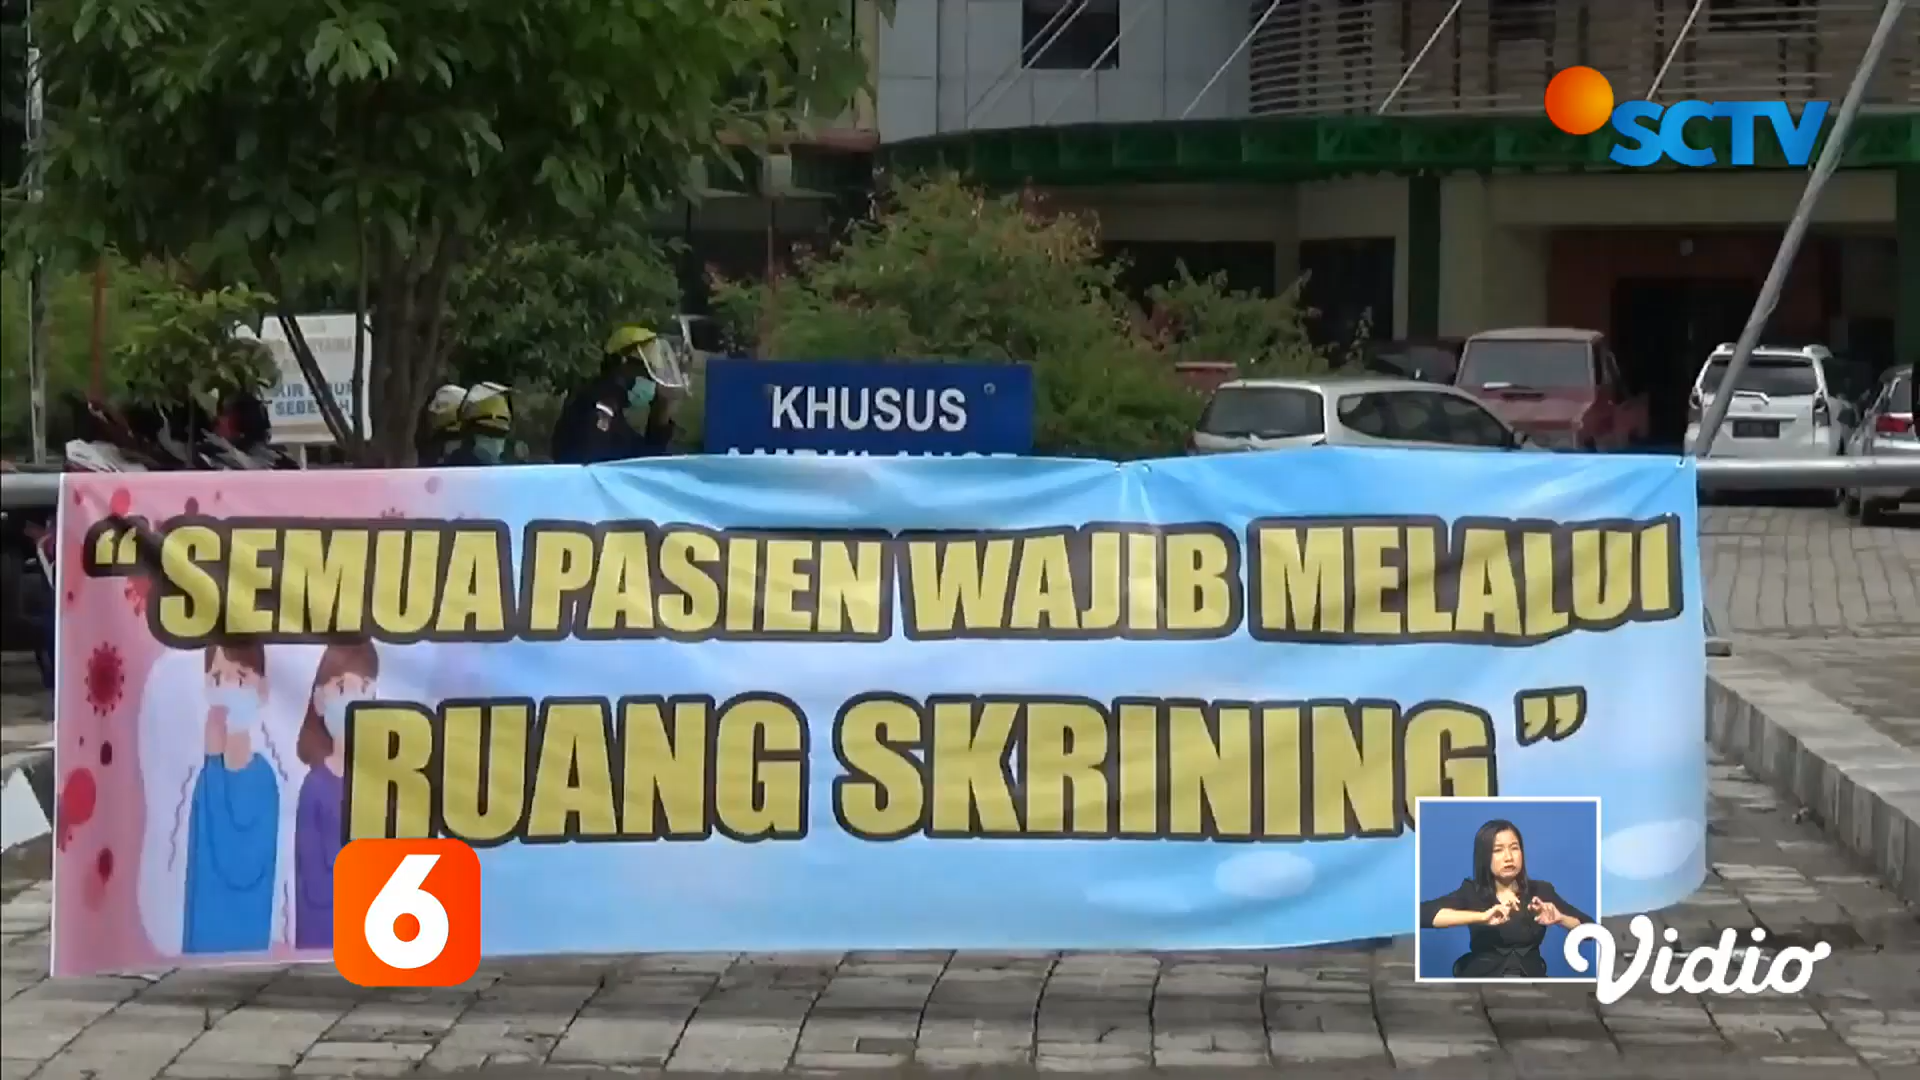 SCTV
KHUSUS
“ SEMUA PASIEN WAJIB MELALUI
RUANG SKRINING ”
6
Vidio